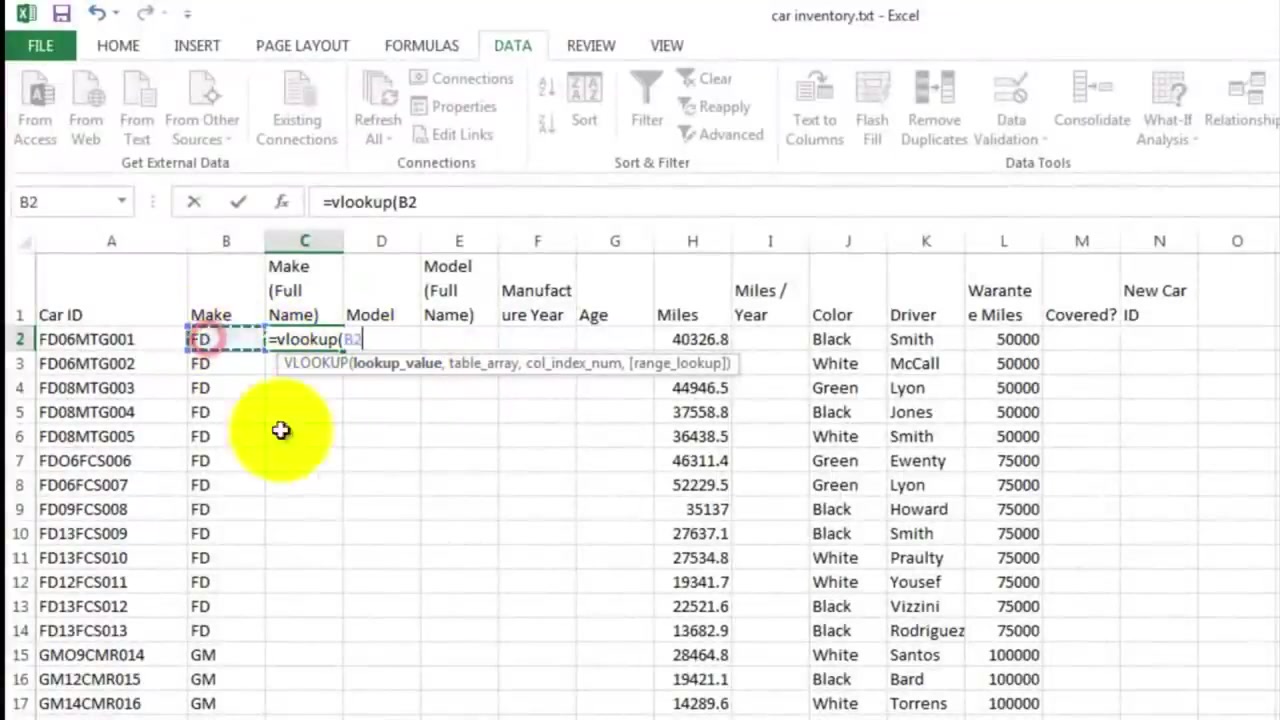 car inventory.txt - Excel
FILE HOME INSERT PAGE LAYOUT FORMULAS DATA REVIEW VIEW
From Access From Web From Text From Other Sources Existing Connections Refresh All Connections Properties Edit Links Sort Filter Clear Reapply Advanced Text to Columns Flash Fill Remove Duplicates Data Validation Consolidate What-If Analysis Relationship
Get External Data Connections Sort & Filter Data Tools
B2 fx =vlookup(B2
A B C D E F G H I J K L M N O
1 Car ID Make Make (Full Name) Model Model (Full Name) Manufacture Year Age Miles Miles / Year Color Driver Warantee Miles Covered? New Car ID
2 FD06MTG001 FD =vlookup(B2 40326.8 Black Smith 50000
VLOOKUP(lookup_value, table_array, col_index_num, [range_lookup])
3 FD06MTG002 FD White McCall 50000
4 FD08MTG003 FD 44946.5 Green Lyon 50000
5 FD08MTG004 FD 37558.8 Black Jones 50000
6 FD08MTG005 FD 36438.5 White Smith 50000
7 FDO6FCS006 FD 46311.4 Green Ewenty 75000
8 FD06FCS007 FD 52229.5 Green Lyon 75000
9 FD09FCS008 FD 35137 Black Howard 75000
10 FD13FCS009 FD 27637.1 Black Smith 75000
11 FD13FCS010 FD 27534.8 White Praulty 75000
12 FD12FCS011 FD 19341.7 White Yousef 75000
13 FD13FCS012 FD 22521.6 Black Vizzini 75000
14 FD13FCS013 FD 13682.9 Black Rodriguez 75000
15 GMO9CMR014 GM 28464.8 White Santos 100000
16 GM12CMR015 GM 19421.1 Black Bard 100000
17 GM14CMR016 GM 14289.6 White Torrens 100000